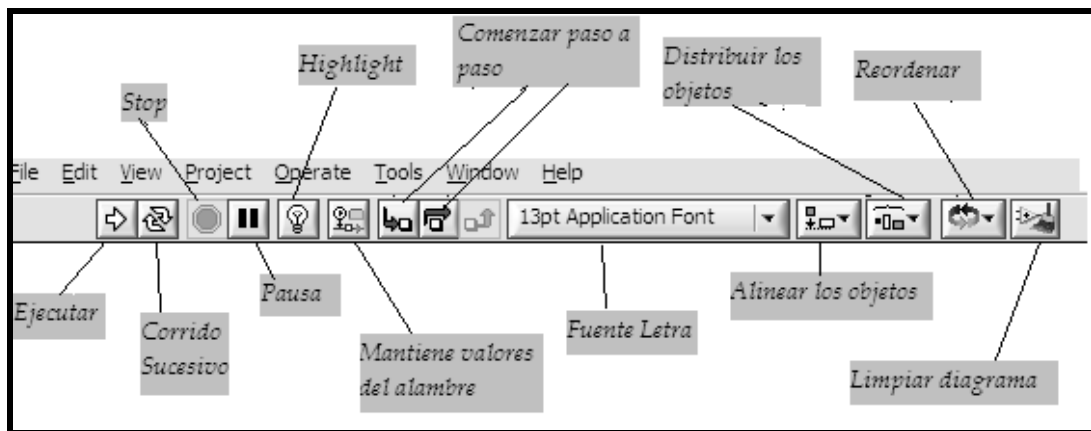 Comenzar paso a
paso
Highlight
Distribuir los
objetos
Reordenar
Stop
File Edit View Project Operate Tools Window Help
13pt Application Font
Ejecutar
Corrido
Sucesivo
Pausa
Mantiene valores
del alambre
Fuente Letra
Alinear los objetos
Limpiar diagrama